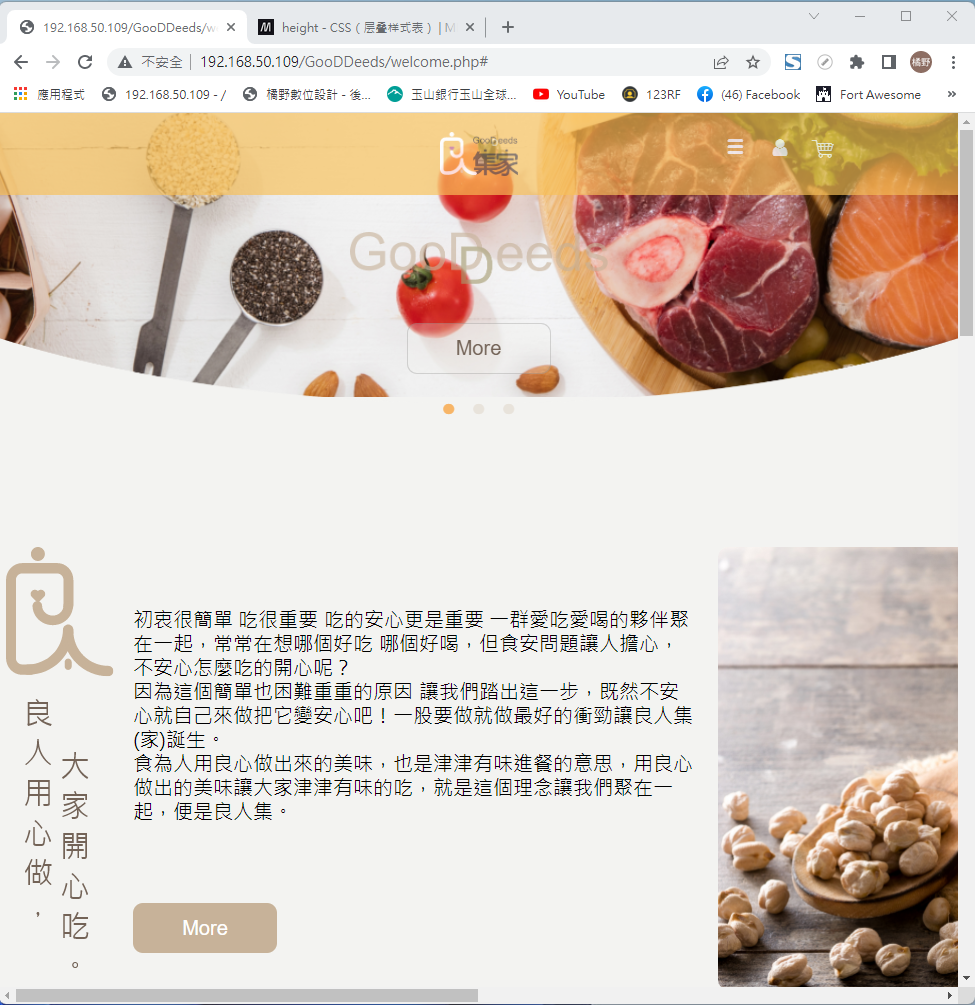 192.168.50.109/GooDDeeds/we
height - CSS（层叠样式表） | M
不安全
192.168.50.109/GooDDeeds/welcome.php#
橘野
應用程式
192.168.50.109 - /
橘野數位設計 - 後...
玉山銀行玉山全球...
YouTube
123RF
(46) Facebook
Fort Awesome
»
GooDDeeds
集家
GooDDeeds
More
初衷很簡單 吃很重要 吃的安心更是重要 一群愛吃愛喝的夥伴聚
在一起，常常在想哪個好吃 哪個好喝，但食安問題讓人擔心，
不安心怎麼吃的開心呢？
因為這個簡單也困難重重的原因 讓我們踏出這一步，既然不安
心就自己來做把它變安心吧！一股要做就做最好的衝勁讓良人集
(家)誕生。
食為人用良心做出來的美味，也是津津有味進餐的意思，用良心
做出的美味讓大家津津有味的吃，就是這個理念讓我們聚在一
起，便是良人集。
良人用心做，
大家開心吃。
More